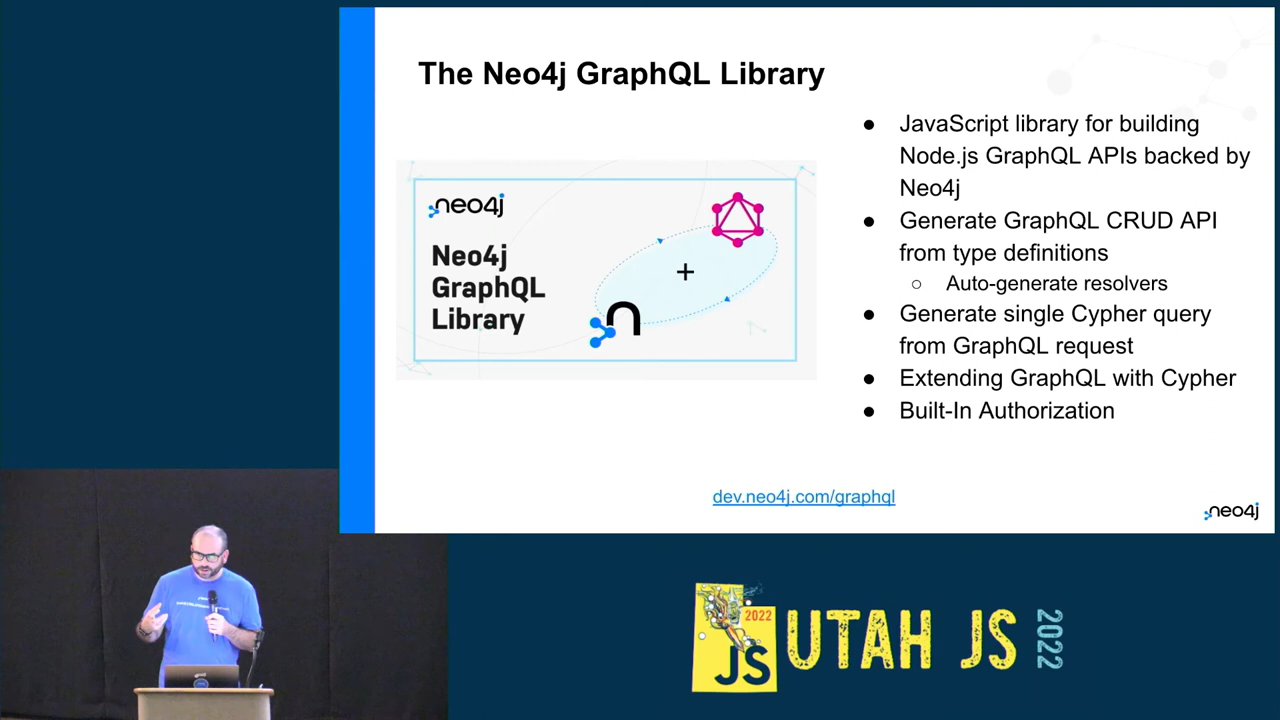 The Neo4j GraphQL Library
neo4j
Neo4j
GraphQL
Library
+
● JavaScript library for building
Node.js GraphQL APIs backed by
Neo4j
● Generate GraphQL CRUD API
from type definitions
○ Auto-generate resolvers
● Generate single Cypher query
from GraphQL request
● Extending GraphQL with Cypher
● Built-In Authorization
dev.neo4j.com/graphql
neo4j
2022
JS
UTAH JS
2022